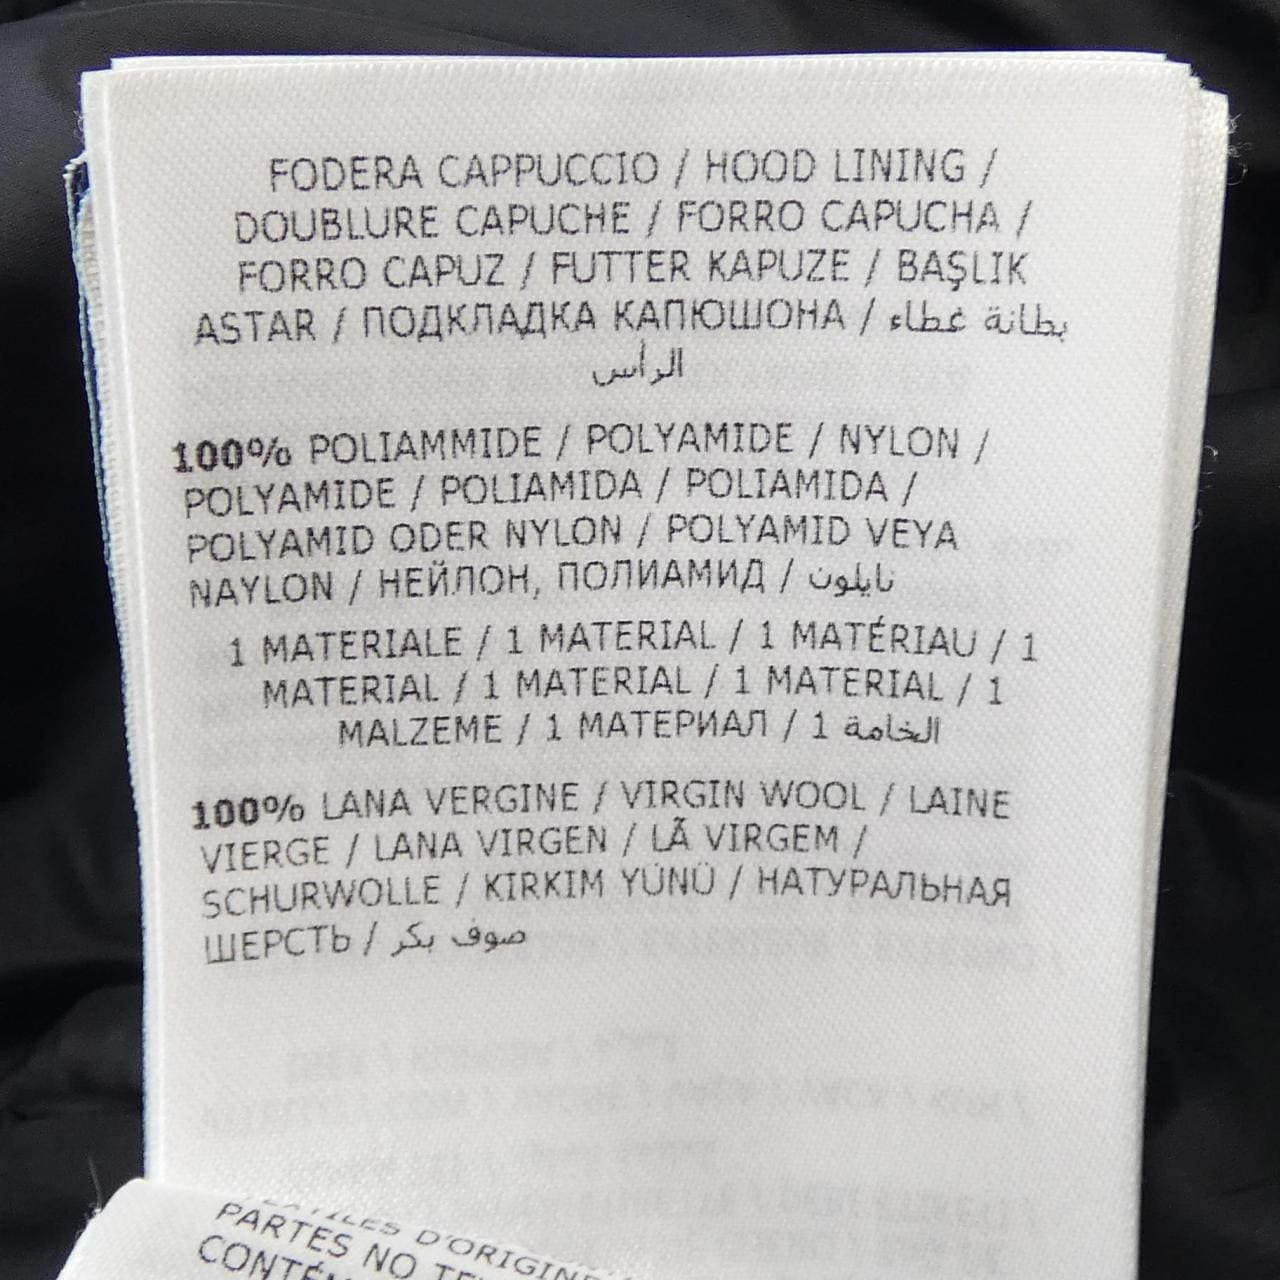 FODERA CAPPUCCIO / HOOD LINING /
DOUBLURE CAPUCHE / FORRO CAPUCHA /
FORRO CAPUZ / FUTTER KAPUZE / BAŞLIK
ASTAR / ПОДКЛАДКА КАПЮШОНА / بطانة غطاء
الرأس
100% POLIAMMIDE / POLYAMIDE / NYLON /
POLYAMIDE / POLIAMIDA / POLIAMIDA /
POLYAMID ODER NYLON / POLYAMID VEYA
NAYLON / НЕЙЛОН, ПОЛИАМИД / نايلون
1 MATERIALE / 1 MATERIAL / 1 MATÉRIAU / 1
MATERIAL / 1 MATERIAL / 1 MATERIAL / 1
MALZEME / 1 МАТЕРИАЛ / 1 الخامة
100% LANA VERGINE / VIRGIN WOOL / LAINE
VIERGE / LANA VIRGEN / LÃ VIRGEM /
SCHURWOLLE / KIRKIM YÜNÜ / НАТУРАЛЬНАЯ
ШЕРСТЬ / صوف بكر
D'ORIGINE
PARTES NO